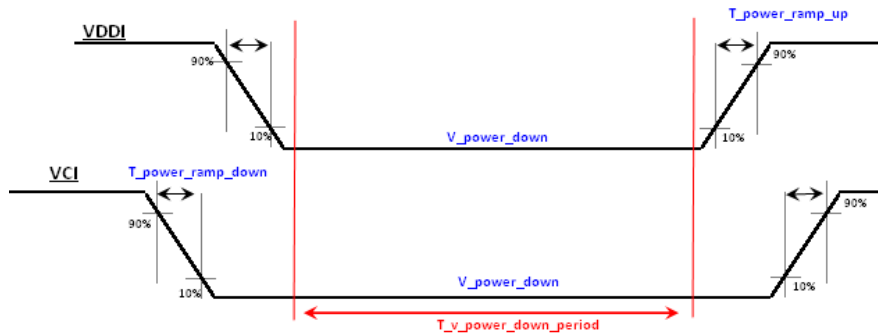 T_power_ramp_up
VDDI
90%
90%
10%
V_power_down
10%
VCI
T_power_ramp_down
90%
90%
10%
V_power_down
10%
T_v_power_down_period